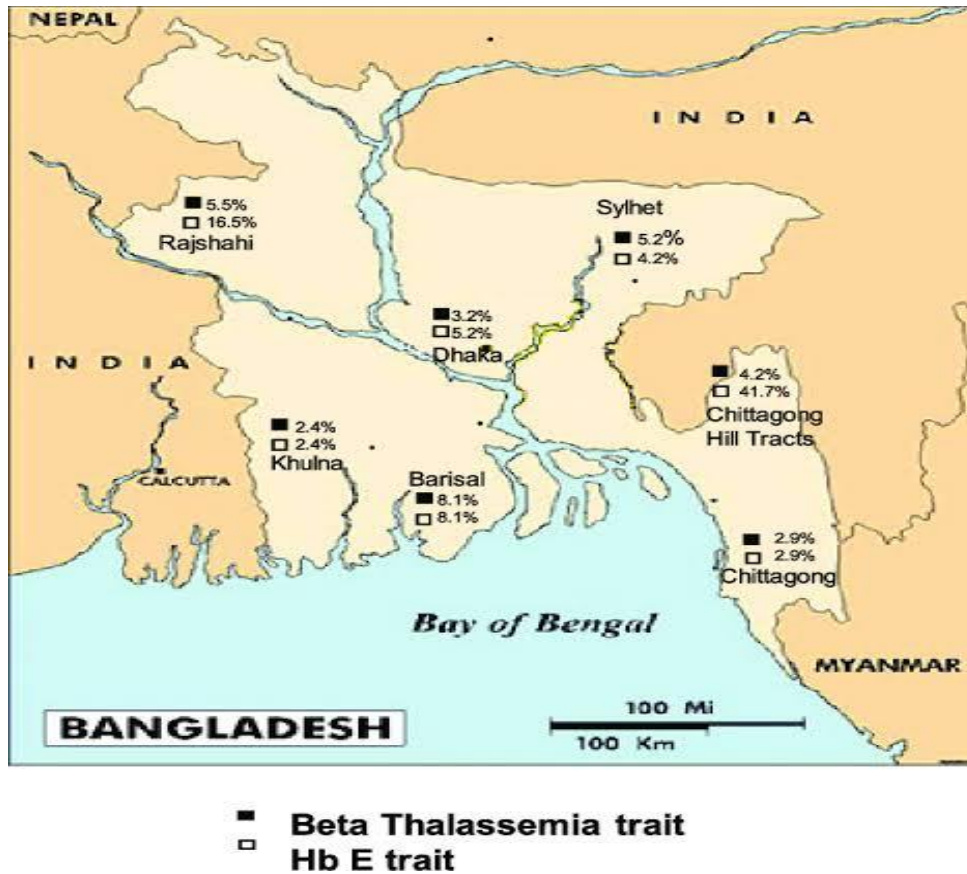 NEPAL
INDIA
5.5%
16.5%
Rajshahi
Sylhet
5.2%
4.2%
3.2%
5.2%
Dhaka
INDIA
4.2%
41.7%
Chittagong
Hill Tracts
2.4%
2.4%
Khulna
CALCUTTA
Barisal
8.1%
8.1%
2.9%
2.9%
Chittagong
Bay of Bengal
MYANMAR
100 Mi
100 Km
BANGLADESH
Beta Thalassemia trait
Hb E trait